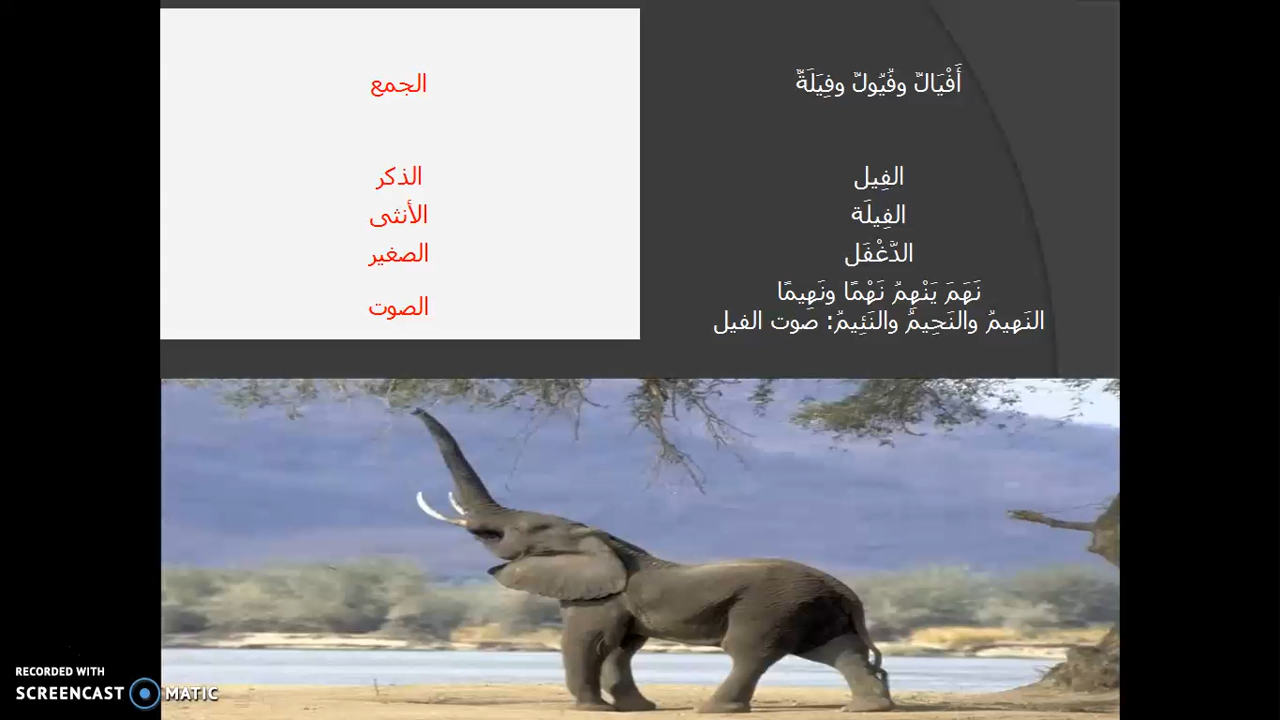 أَفْيَالٌ وفُيُولٌ وفِيَلَةٌ
الجمع
الفِيل
الذكر
الفِيلَة
الأنثى
الدَّغْفَل
الصغير
نَهَمَ يَنْهِمُ نَهْمًا ونَهِيمًا
النَهِيمُ والنَحِيمُ والنَئِيمُ: صوت الفيل
الصوت
RECORDED WITH
SCREENCAST MATIC